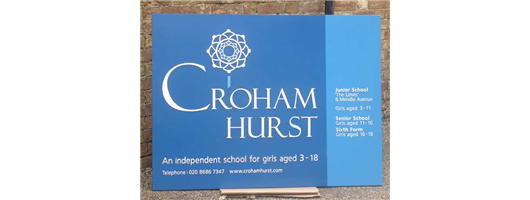 CROHAM
HURST
An independent school for girls aged 3-18
Telephone: 020 8686 7347 www.crohamhurst.com
Junior School
'The Limes'
8 Melville Avenue
Girls aged 3-11
Senior School
Girls aged 11-16
Sixth Form
Girls aged 16-18